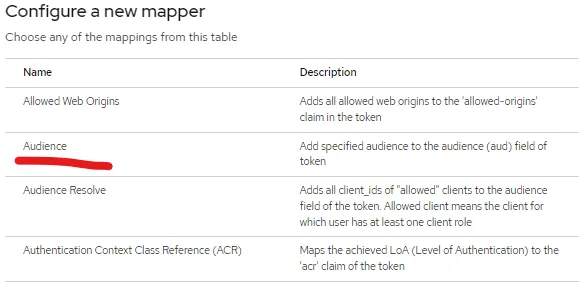 Configure a new mapper
Choose any of the mappings from this table
Name Description
Allowed Web Origins Adds all allowed web origins to the 'allowed-origins'
claim in the token
Audience Add specified audience to the audience (aud) field of
token
Audience Resolve Adds all client_ids of "allowed" clients to the audience
field of the token. Allowed client means the client for
which user has at least one client role
Authentication Context Class Reference (ACR) Maps the achieved LoA (Level of Authentication) to the
'acr' claim of the token